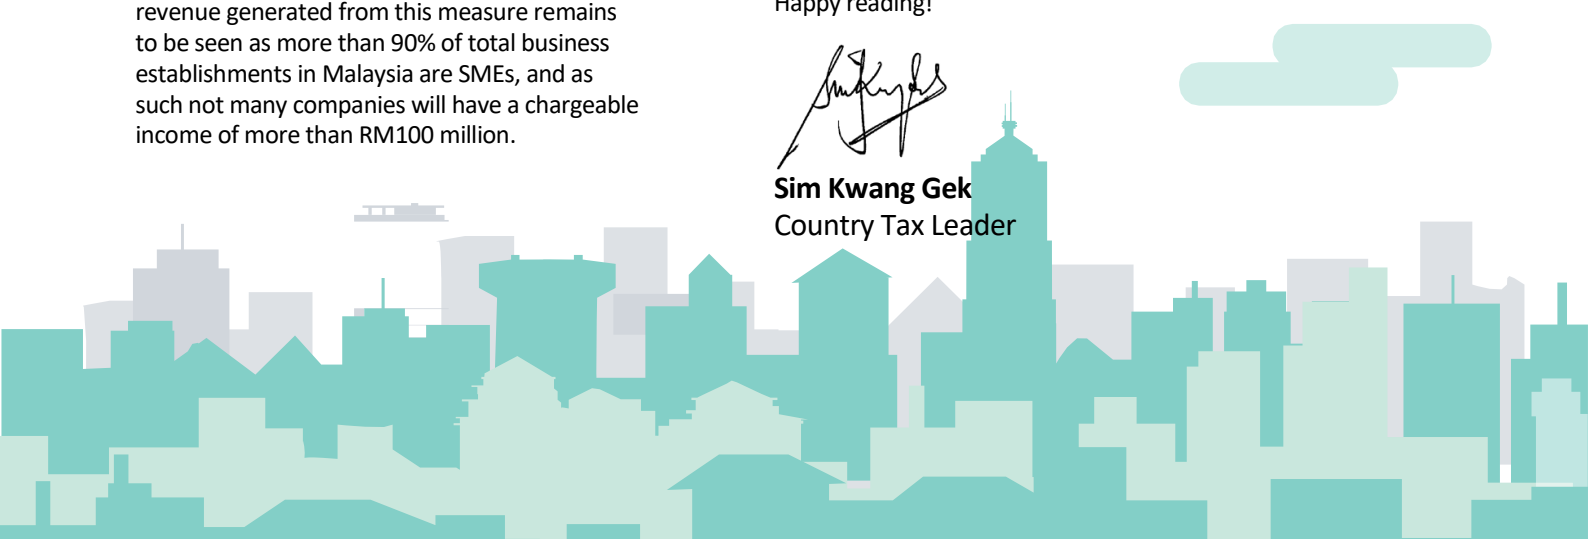 revenue generated from this measure remains
to be seen as more than 90% of total business
establishments in Malaysia are SMEs, and as
such not many companies will have a chargeable
income of more than RM100 million.
Happy reading!
Sim Kwang Gek
Country Tax Leader